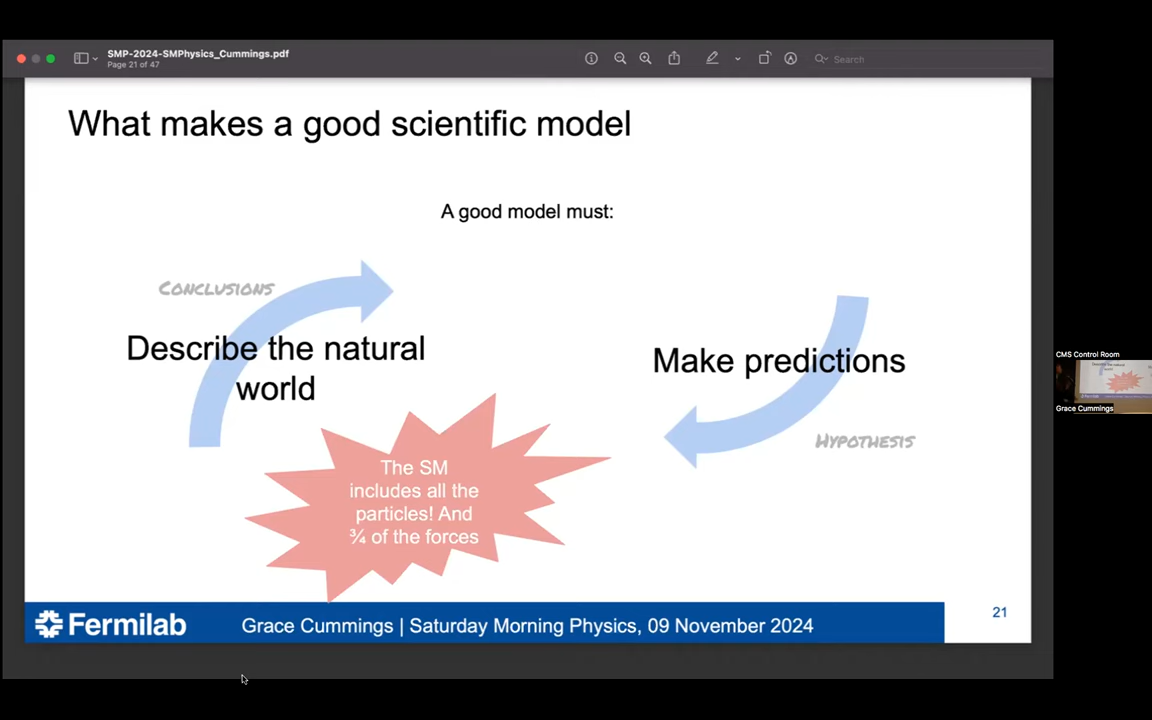 SMP-2024-SMPhysics_Cummings.pdf
Page 21 of 47
Search
What makes a good scientific model
A good model must:
CONCLUSIONS
Describe the natural
world
Make predictions
HYPOTHESIS
The SM
includes all the
particles! And
¾ of the forces
Fermilab
Grace Cummings | Saturday Morning Physics, 09 November 2024
21
CMS Control Room
Grace Cummings